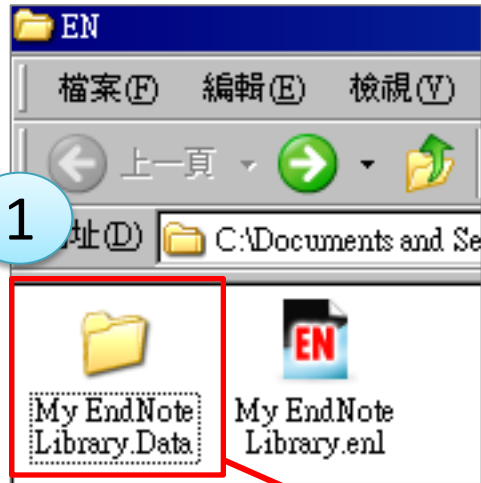 EN
檔案(F) 編輯(E) 檢視(V)
上一頁
1
址(D) C:\Documents and Se
EN
My EndNote Library.Data
My EndNote Library.enl